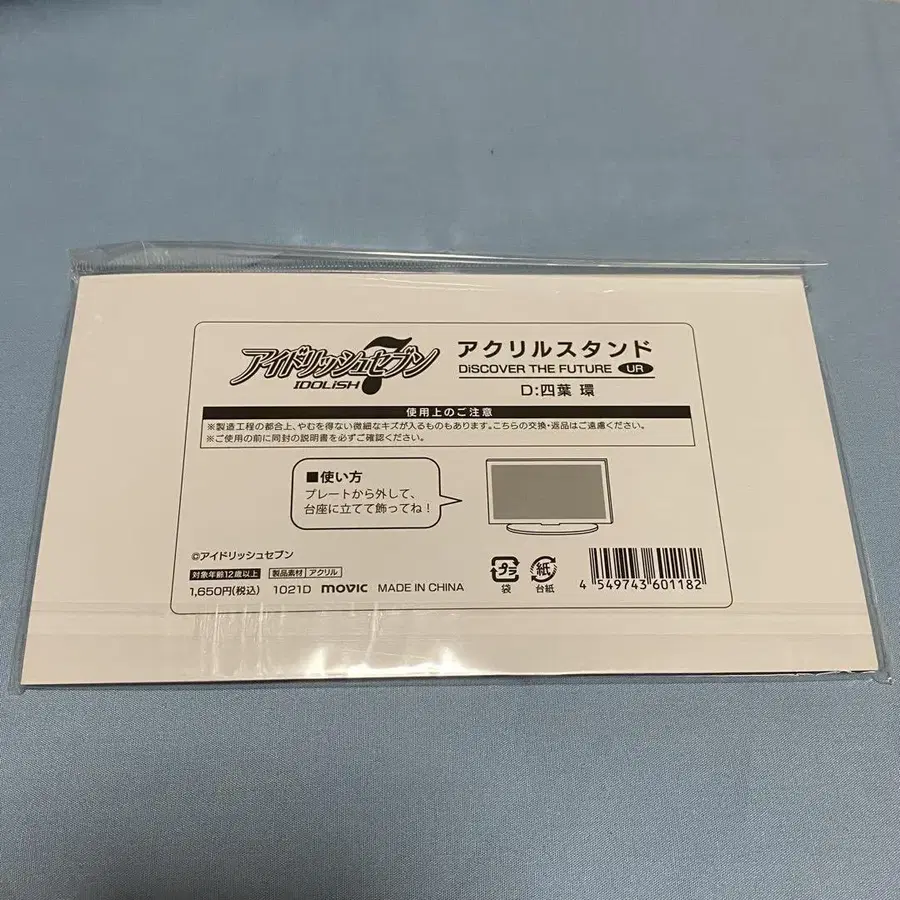 アイドリッシュセブン
7
IDOLiSH
アクリルスタンド
DiSCOVER THE FUTURE UR
D:四葉 環
使用上のご注意
※製造工程の都合上、やむを得ない微細なキズが入るものもあります。こちらの交換・返品はご遠慮ください。
※ご使用の前に同封の説明書を必ずご確認ください。
■使い方
プレートから外して、
台座に立てて飾ってね!
©アイドリッシュセブン
対象年齢12歳以上 製品素材 アクリル
1,650円(税込) 1021D movic MADE IN CHINA
プラ 袋
紙 台紙
4 549743 601182